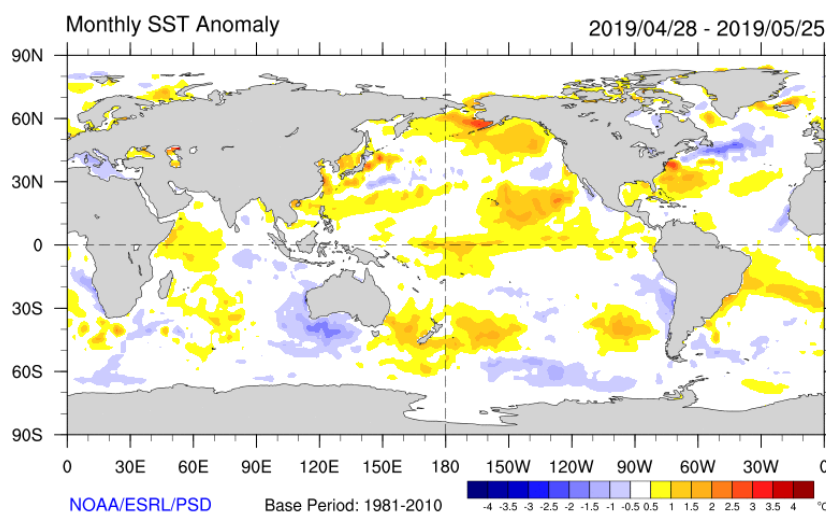 Monthly SST Anomaly 2019/04/28 - 2019/05/25
90N
60N
30N
0
30S
60S
90S
0 30E 60E 90E 120E 150E 180 150W 120W 90W 60W 30W 0
NOAA/ESRL/PSD Base Period: 1981-2010
-4 -3.5 -3 -2.5 -2 -1.5 -1 -0.5 0.5 1 1.5 2 2.5 3 3.5 4 °C